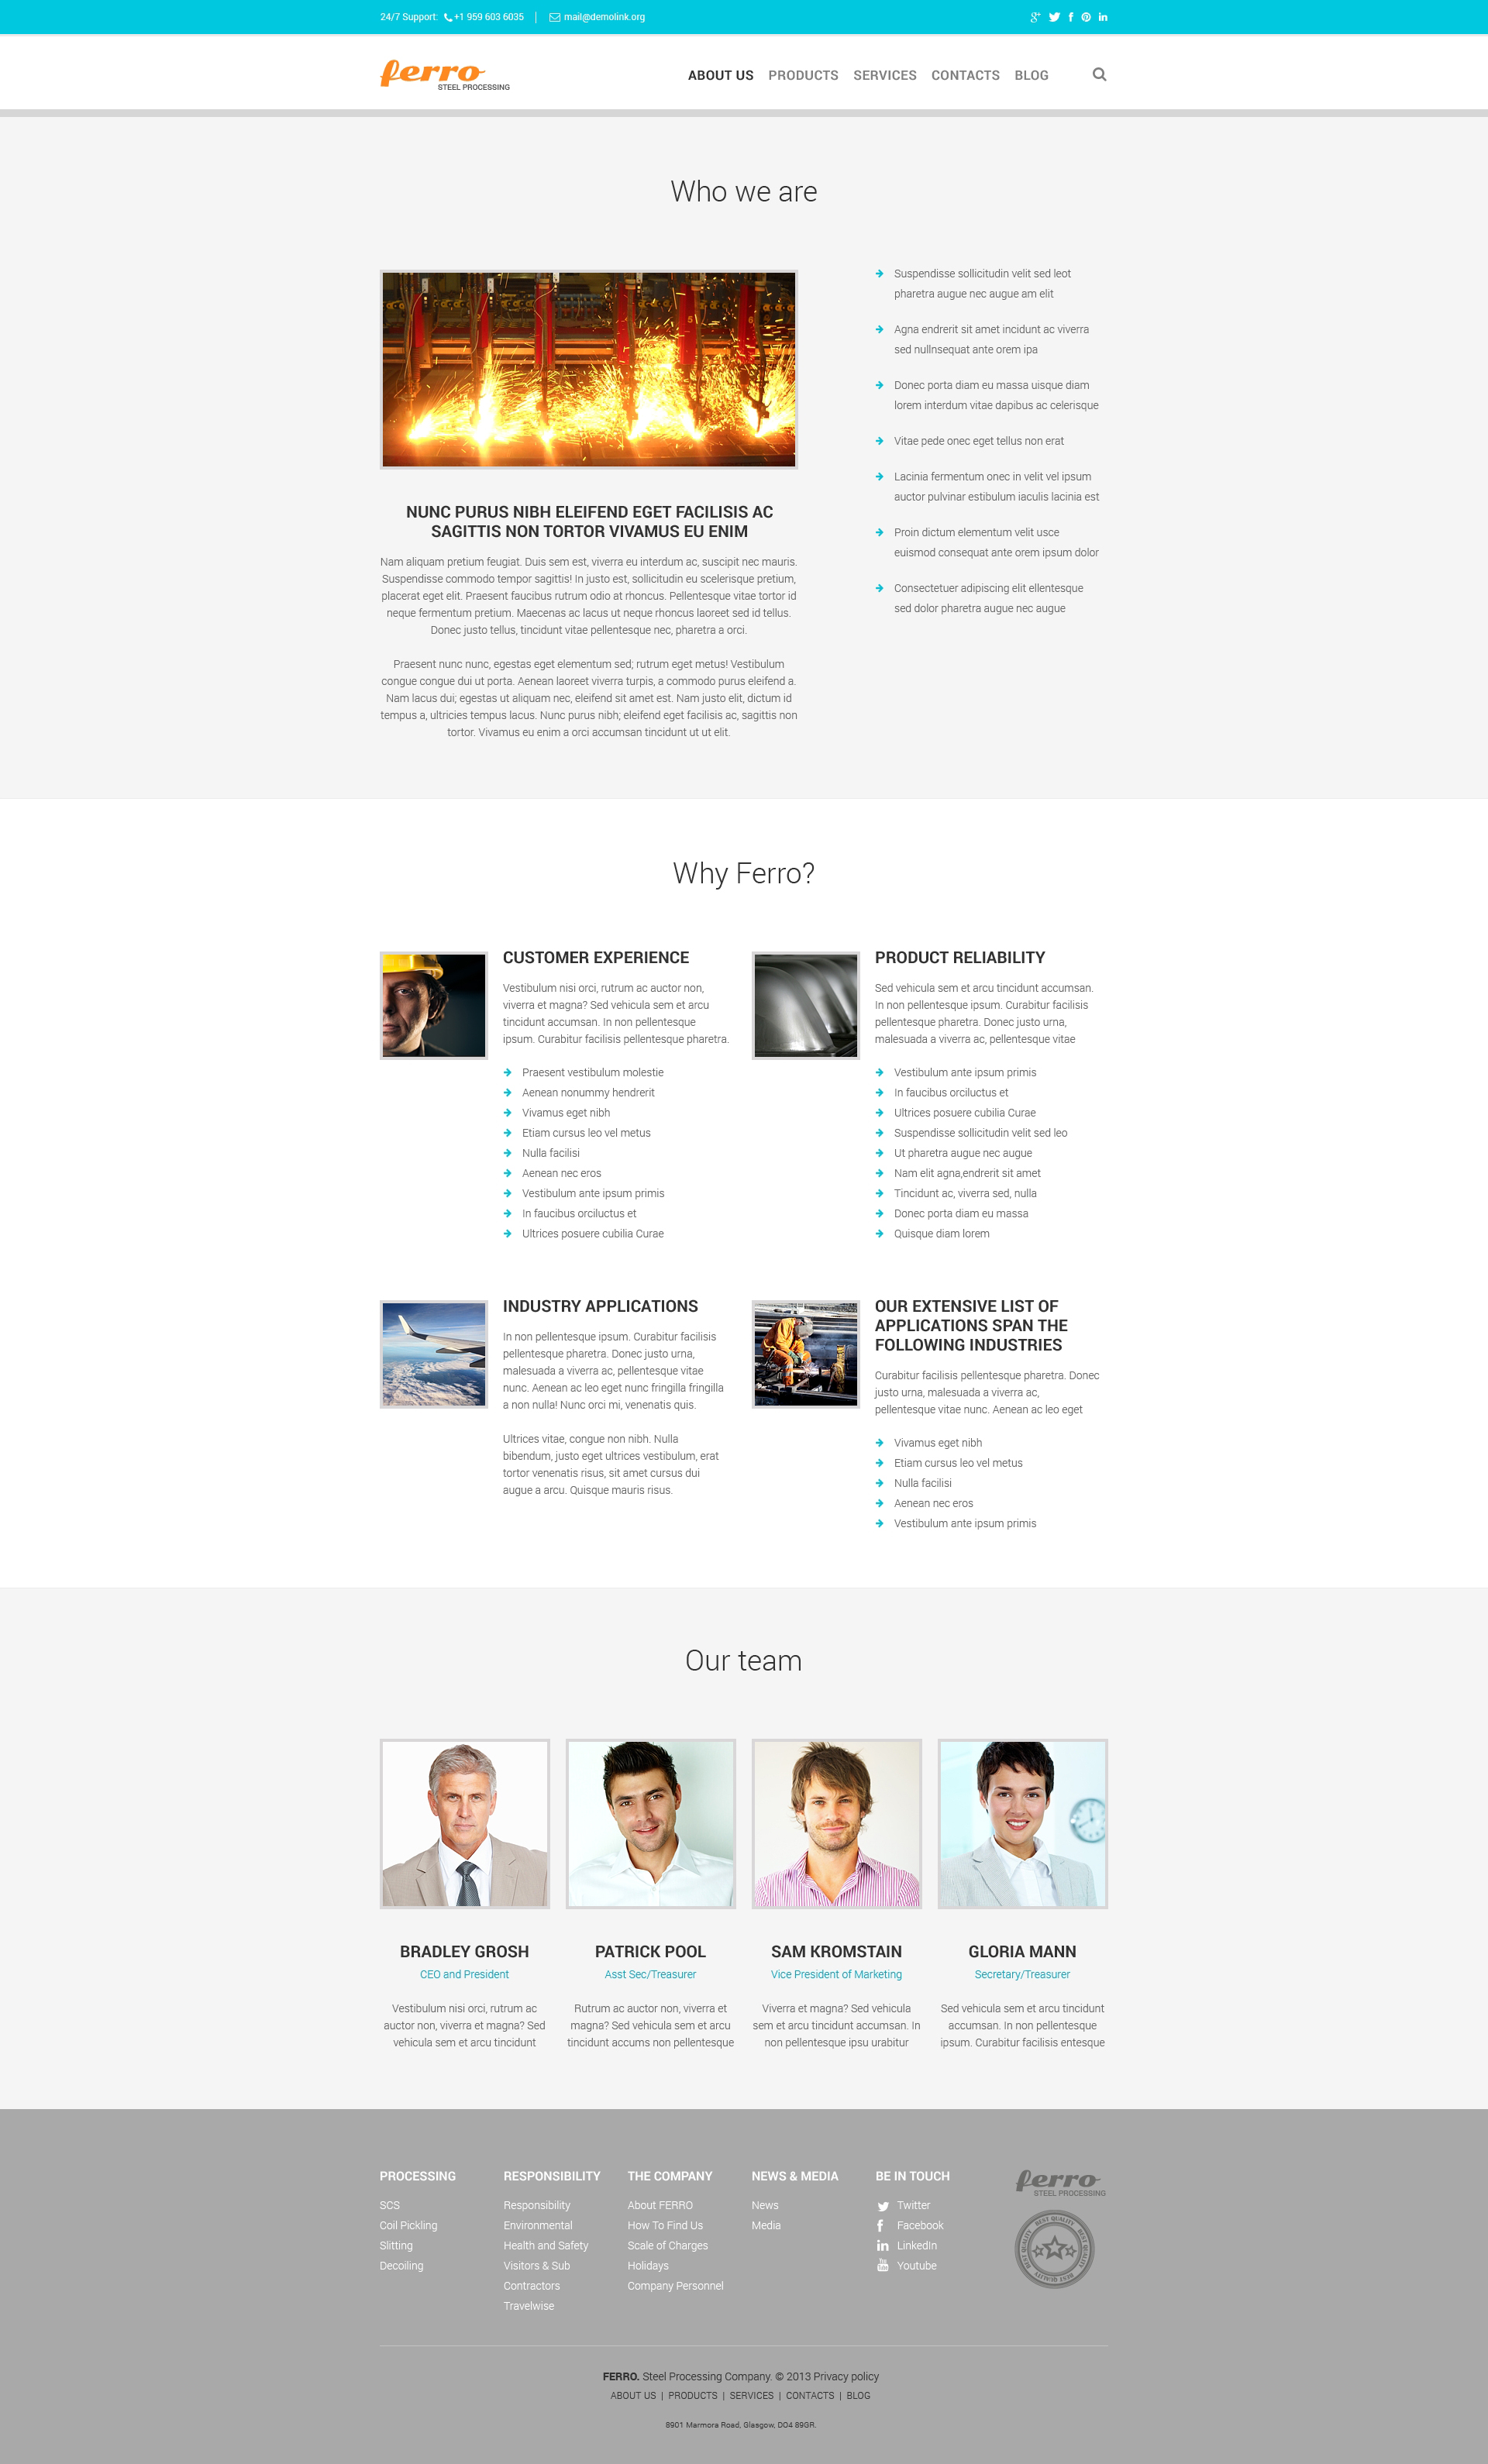 24/7 Support: +1 959 603 6035 | mail@demolink.org
ferro
STEEL PROCESSING
ABOUT US PRODUCTS SERVICES CONTACTS BLOG
Who we are
NUNC PURUS NIBH ELEIFEND EGET FACILISIS AC
SAGITTIS NON TORTOR VIVAMUS EU ENIM
Nam aliquam pretium feugiat. Duis sem est, viverra eu interdum ac, suscipit nec mauris.
Suspendisse commodo tempor sagittis! In justo est, sollicitudin eu scelerisque pretium,
placerat eget elit. Praesent faucibus rutrum odio at rhoncus. Pellentesque vitae tortor id
neque fermentum pretium. Maecenas ac lacus ut neque rhoncus laoreet sed id tellus.
Donec justo tellus, tincidunt vitae pellentesque nec, pharetra a orci.
Praesent nunc nunc, egestas eget elementum sed; rutrum eget metus! Vestibulum
congue congue dui ut porta. Aenean laoreet viverra turpis, a commodo purus eleifend a.
Nam lacus dui; egestas ut aliquam nec, eleifend sit amet est. Nam justo elit, dictum id
tempus a, ultricies tempus lacus. Nunc purus nibh; eleifend eget facilisis ac, sagittis non
tortor. Vivamus eu enim a orci accumsan tincidunt ut ut elit.
Suspendisse sollicitudin velit sed leot
pharetra augue nec augue am elit
Agna endrerit sit amet incidunt ac viverra
sed nullnsequat ante orem ipa
Donec porta diam eu massa uisque diam
lorem interdum vitae dapibus ac celerisque
Vitae pede onec eget tellus non erat
Lacinia fermentum onec in velit vel ipsum
auctor pulvinar estibulum iaculis lacinia est
Proin dictum elementum velit usce
euismod consequat ante orem ipsum dolor
Consectetuer adipiscing elit ellentesque
sed dolor pharetra augue nec augue
Why Ferro?
CUSTOMER EXPERIENCE
Vestibulum nisi orci, rutrum ac auctor non,
viverra et magna? Sed vehicula sem et arcu
tincidunt accumsan. In non pellentesque
ipsum. Curabitur facilisis pellentesque pharetra.
Praesent vestibulum molestie
Aenean nonummy hendrerit
Vivamus eget nibh
Etiam cursus leo vel metus
Nulla facilisi
Aenean nec eros
Vestibulum ante ipsum primis
In faucibus orciluctus et
Ultrices posuere cubilia Curae
PRODUCT RELIABILITY
Sed vehicula sem et arcu tincidunt accumsan.
In non pellentesque ipsum. Curabitur facilisis
pellentesque pharetra. Donec justo urna,
malesuada a viverra ac, pellentesque vitae
Vestibulum ante ipsum primis
In faucibus orciluctus et
Ultrices posuere cubilia Curae
Suspendisse sollicitudin velit sed leo
Ut pharetra augue nec augue
Nam elit agna,endrerit sit amet
Tincidunt ac, viverra sed, nulla
Donec porta diam eu massa
Quisque diam lorem
INDUSTRY APPLICATIONS
In non pellentesque ipsum. Curabitur facilisis
pellentesque pharetra. Donec justo urna,
malesuada a viverra ac, pellentesque vitae
nunc. Aenean ac leo eget nunc fringilla fringilla
a non nulla! Nunc orci mi, venenatis quis.
Ultrices vitae, congue non nibh. Nulla
bibendum, justo eget ultrices vestibulum, erat
tortor venenatis risus, sit amet cursus dui
augue a arcu. Quisque mauris risus.
OUR EXTENSIVE LIST OF
APPLICATIONS SPAN THE
FOLLOWING INDUSTRIES
Curabitur facilisis pellentesque pharetra. Donec
justo urna, malesuada a viverra ac,
pellentesque vitae nunc. Aenean ac leo eget
Vivamus eget nibh
Etiam cursus leo vel metus
Nulla facilisi
Aenean nec eros
Vestibulum ante ipsum primis
Our team
BRADLEY GROSH
CEO and President
Vestibulum nisi orci, rutrum ac
auctor non, viverra et magna? Sed
vehicula sem et arcu tincidunt
PATRICK POOL
Asst Sec/Treasurer
Rutrum ac auctor non, viverra et
magna? Sed vehicula sem et arcu
tincidunt accums non pellentesque
SAM KROMSTAIN
Vice President of Marketing
Viverra et magna? Sed vehicula
sem et arcu tincidunt accumsan. In
non pellentesque ipsu urabitur
GLORIA MANN
Secretary/Treasurer
Sed vehicula sem et arcu tincidunt
accumsan. In non pellentesque
ipsum. Curabitur facilisis entesque
PROCESSING
SCS
Coil Pickling
Slitting
Decoiling
RESPONSIBILITY
Responsibility
Environmental
Health and Safety
Visitors & Sub
Contractors
Travelwise
THE COMPANY
About FERRO
How To Find Us
Scale of Charges
Holidays
Company Personnel
NEWS & MEDIA
News
Media
BE IN TOUCH
Twitter
Facebook
LinkedIn
Youtube
ferro
STEEL PROCESSING
BEST QUALITY BEST QUALITY BEST QUALITY BEST QUALITY
FERRO. Steel Processing Company. © 2013 Privacy policy
ABOUT US | PRODUCTS | SERVICES | CONTACTS | BLOG
8901 Marmora Road, Glasgow, DO4 89GR.